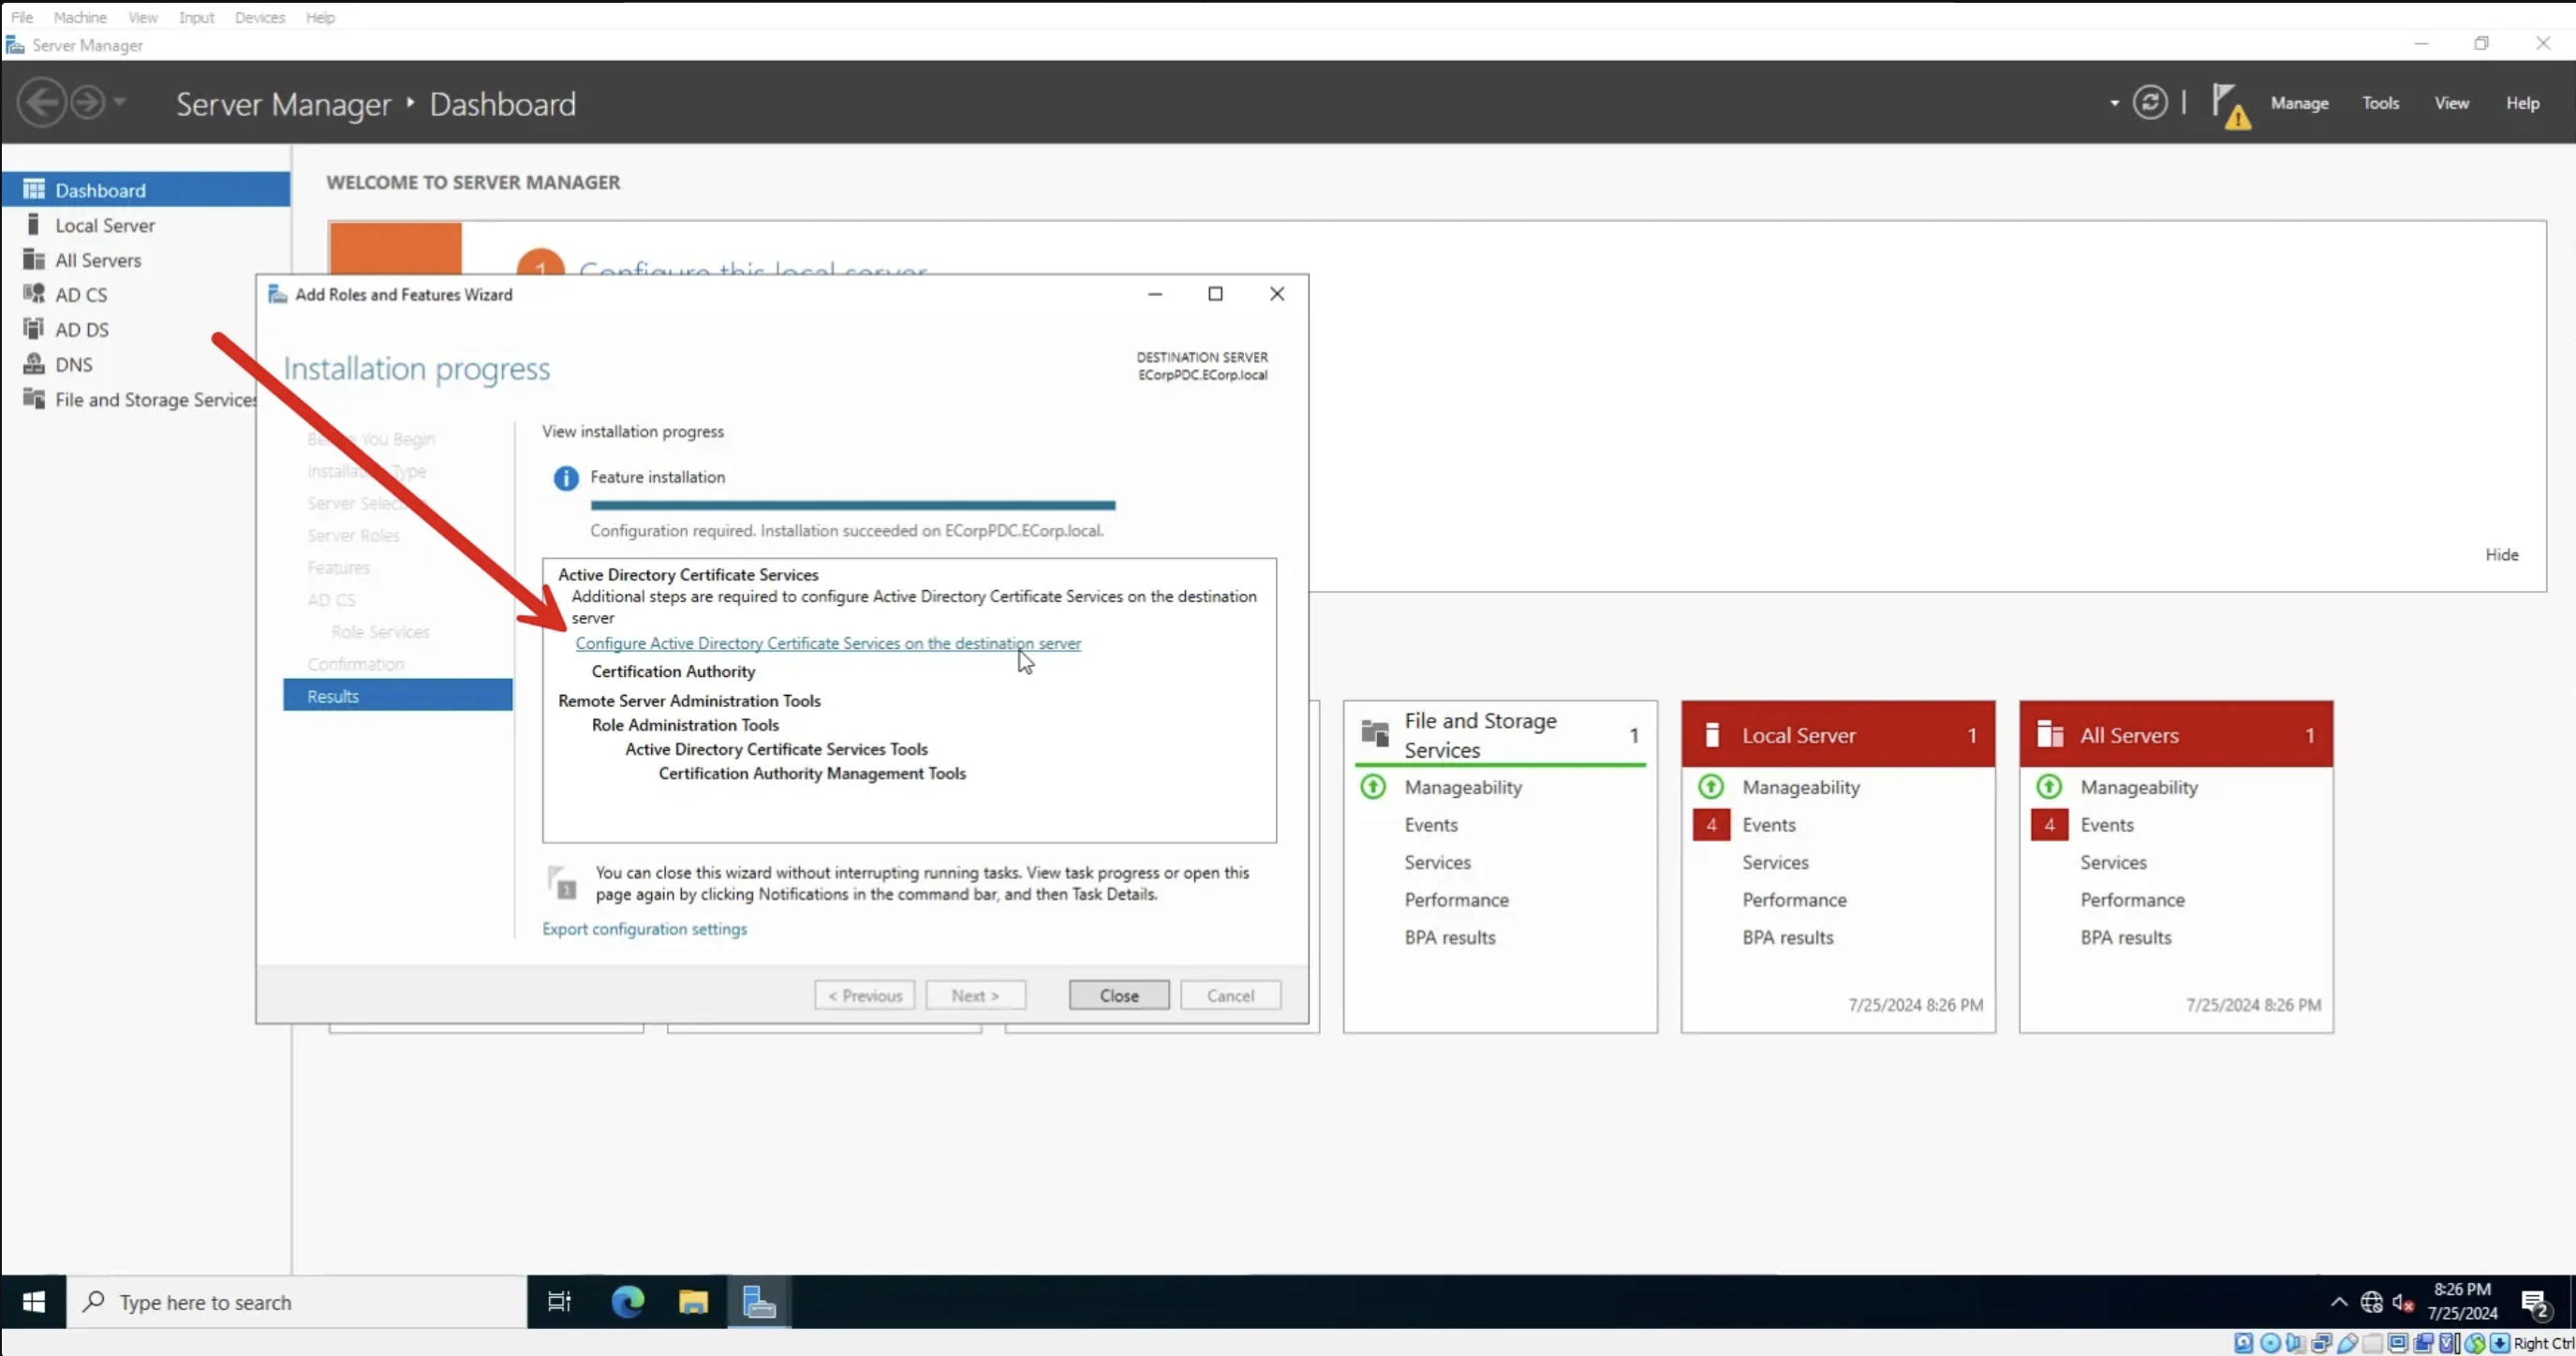 File Machine View Input Devices Help
Server Manager
Server Manager ‣ Dashboard
Manage Tools View Help
Dashboard
Local Server
All Servers
AD CS
AD DS
DNS
File and Storage Services
WELCOME TO SERVER MANAGER
1 Configure this local server
Hide
Add Roles and Features Wizard
Installation progress
DESTINATION SERVER
ECorpPDC.ECorp.local
Before You Begin
Installation Type
Server Selection
Server Roles
Features
AD CS
Role Services
Confirmation
Results
View installation progress
Feature installation
Configuration required. Installation succeeded on ECorpPDC.ECorp.local.
Active Directory Certificate Services
Additional steps are required to configure Active Directory Certificate Services on the destination
server
Configure Active Directory Certificate Services on the destination server
Certification Authority
Remote Server Administration Tools
Role Administration Tools
Active Directory Certificate Services Tools
Certification Authority Management Tools
1
You can close this wizard without interrupting running tasks. View task progress or open this
page again by clicking Notifications in the command bar, and then Task Details.
Export configuration settings
< Previous Next > Close Cancel
File and Storage
Services 1
Manageability
Events
Services
Performance
BPA results
Local Server 1
Manageability
4 Events
Services
Performance
BPA results
7/25/2024 8:26 PM
All Servers 1
Manageability
4 Events
Services
Performance
BPA results
7/25/2024 8:26 PM
Type here to search
8:26 PM
7/25/2024
2
Right Ctrl